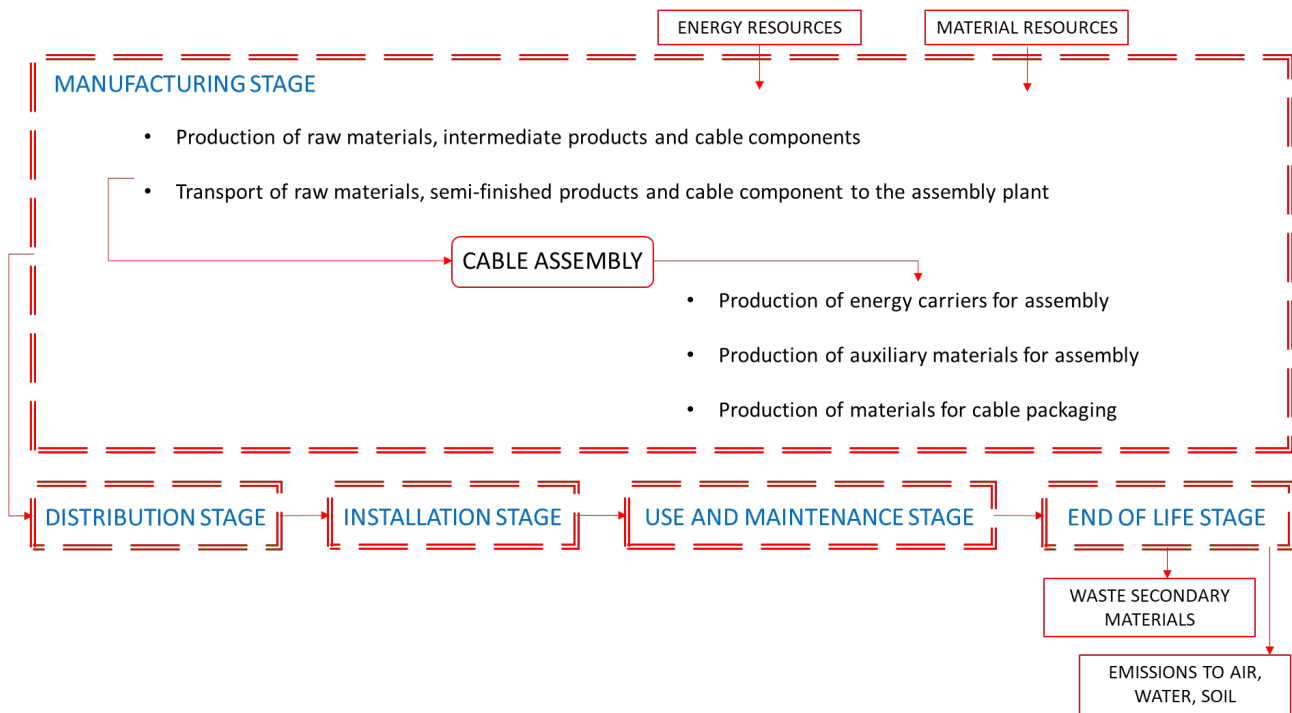 ENERGY RESOURCES
MATERIAL RESOURCES
MANUFACTURING STAGE
• Production of raw materials, intermediate products and cable components
• Transport of raw materials, semi-finished products and cable component to the assembly plant
CABLE ASSEMBLY
• Production of energy carriers for assembly
• Production of auxiliary materials for assembly
• Production of materials for cable packaging
DISTRIBUTION STAGE
INSTALLATION STAGE
USE AND MAINTENANCE STAGE
END OF LIFE STAGE
WASTE SECONDARY
MATERIALS
EMISSIONS TO AIR,
WATER, SOIL